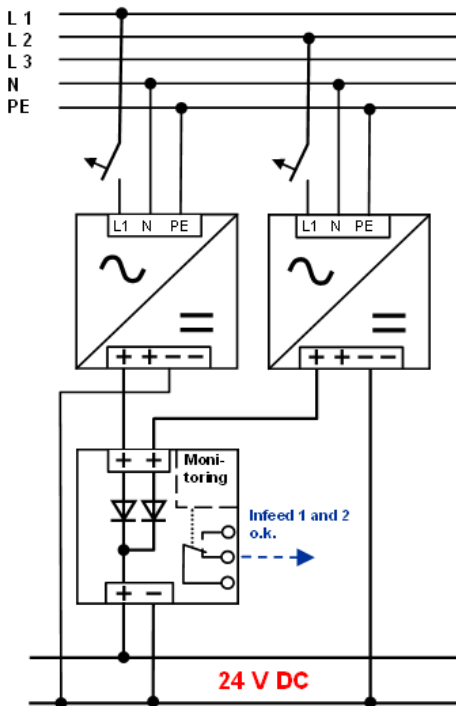 L 1
L 2
L 3
N
PE
L1 N PE
L1 N PE
+ + − −
+ + − −
+ +
Moni-
toring
Infeed 1 and 2
o.k.
+ −
24 V DC